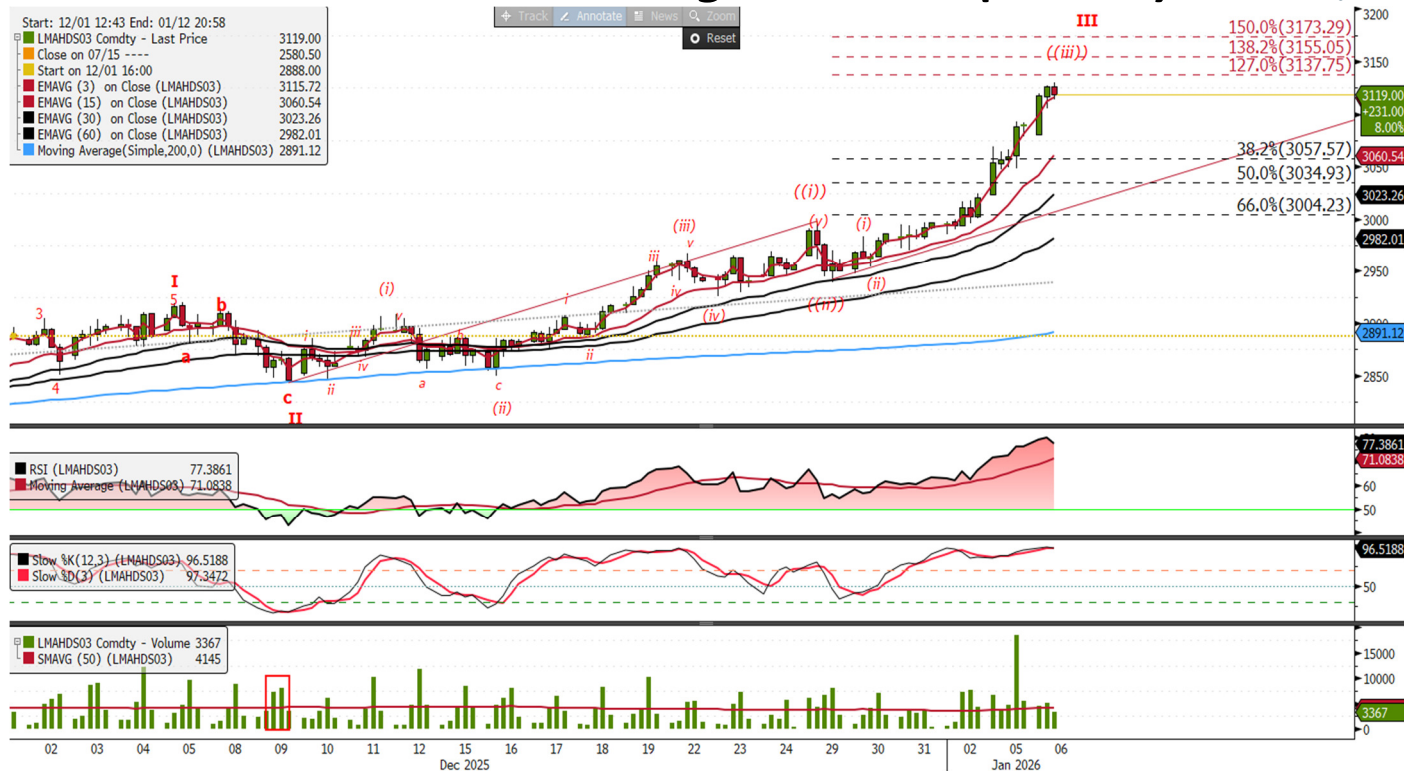 Track Annotate News Zoom
Reset
Start: 12/01 12:43 End: 01/12 20:58
LMAHDS03 Comdty - Last Price 3119.00
Close on 07/15 ---- 2580.50
Start on 12/01 16:00 2888.00
EMAVG (3) on Close (LMAHDS03) 3115.72
EMAVG (15) on Close (LMAHDS03) 3060.54
EMAVG (30) on Close (LMAHDS03) 3023.26
EMAVG (60) on Close (LMAHDS03) 2982.01
Moving Average(Simple,200,0) (LMAHDS03) 2891.12
III
((iii))
150.0%(3173.29)
138.2%(3155.05)
127.0%(3137.75)
38.2%(3057.57)
50.0%(3034.93)
66.0%(3004.23)
3200
3150
3119.00
+231.00
8.00%
3060.54
3050
3023.26
3000
2982.01
2950
2891.12
2850
((i))
(v)
(i)
(iii)
v
iii
iv
(iv)
((ii))
(ii)
I
5
3
b
a
4
(i)
v
i
iii
iv
ii
b
i
ii
a
c
(ii)
c
II
RSI (LMAHDS03) 77.3861
Moving Average (LMAHDS03) 71.0838
77.3861
71.0838
60
50
Slow %K(12,3) (LMAHDS03) 96.5188
Slow %D(3) (LMAHDS03) 97.3472
96.5188
50
LMAHDS03 Comdty - Volume 3367
SMAVG (50) (LMAHDS03) 4145
15000
10000
3367
0
02 03 04 05 08 09 10 11 12 15 16 17 18 19 22 23 24 29 30 31 02 05 06
Dec 2025 Jan 2026